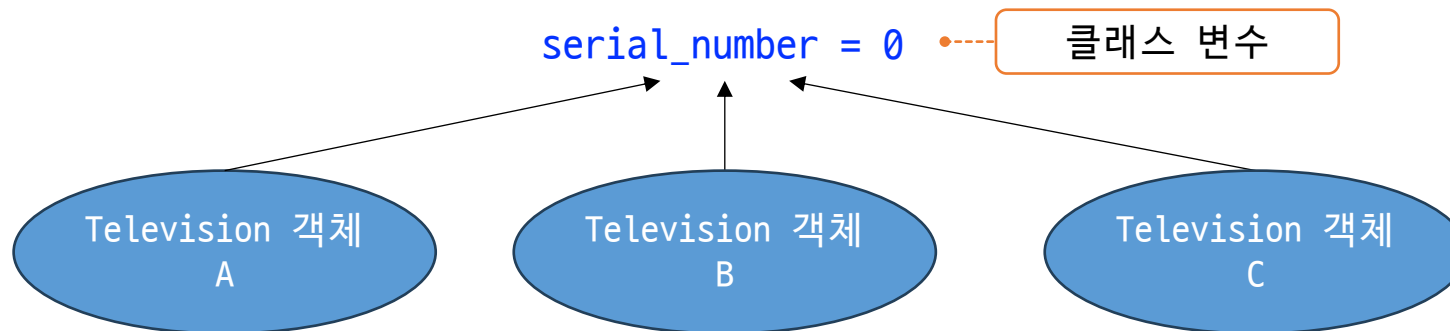 serial_number = 0
클래스 변수
Television 객체
A
Television 객체
B
Television 객체
C